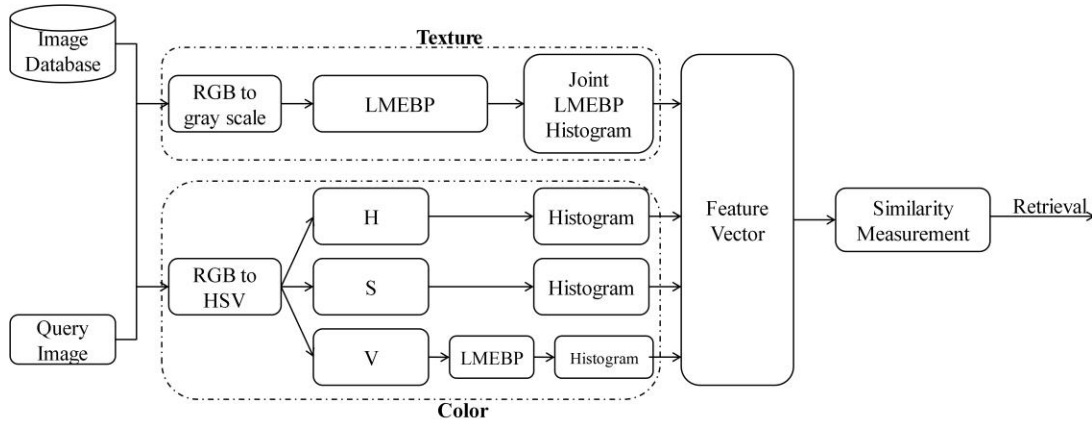 Image
Database
Texture
RGB to
gray scale
LMEBP
Joint
LMEBP
Histogram
H
Histogram
RGB to
HSV
S
Histogram
Query
Image
V
LMEBP
Histogram
Color
Feature
Vector
Similarity
Measurement
Retrieval